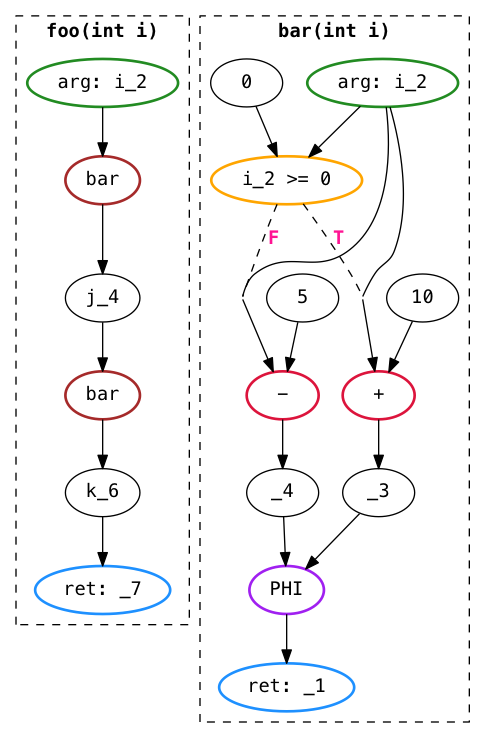 foo(int i)
arg: i_2
bar
j_4
bar
k_6
ret: _7
bar(int i)
0
arg: i_2
i_2 >= 0
F
T
5
10
−
+
_4
_3
PHI
ret: _1